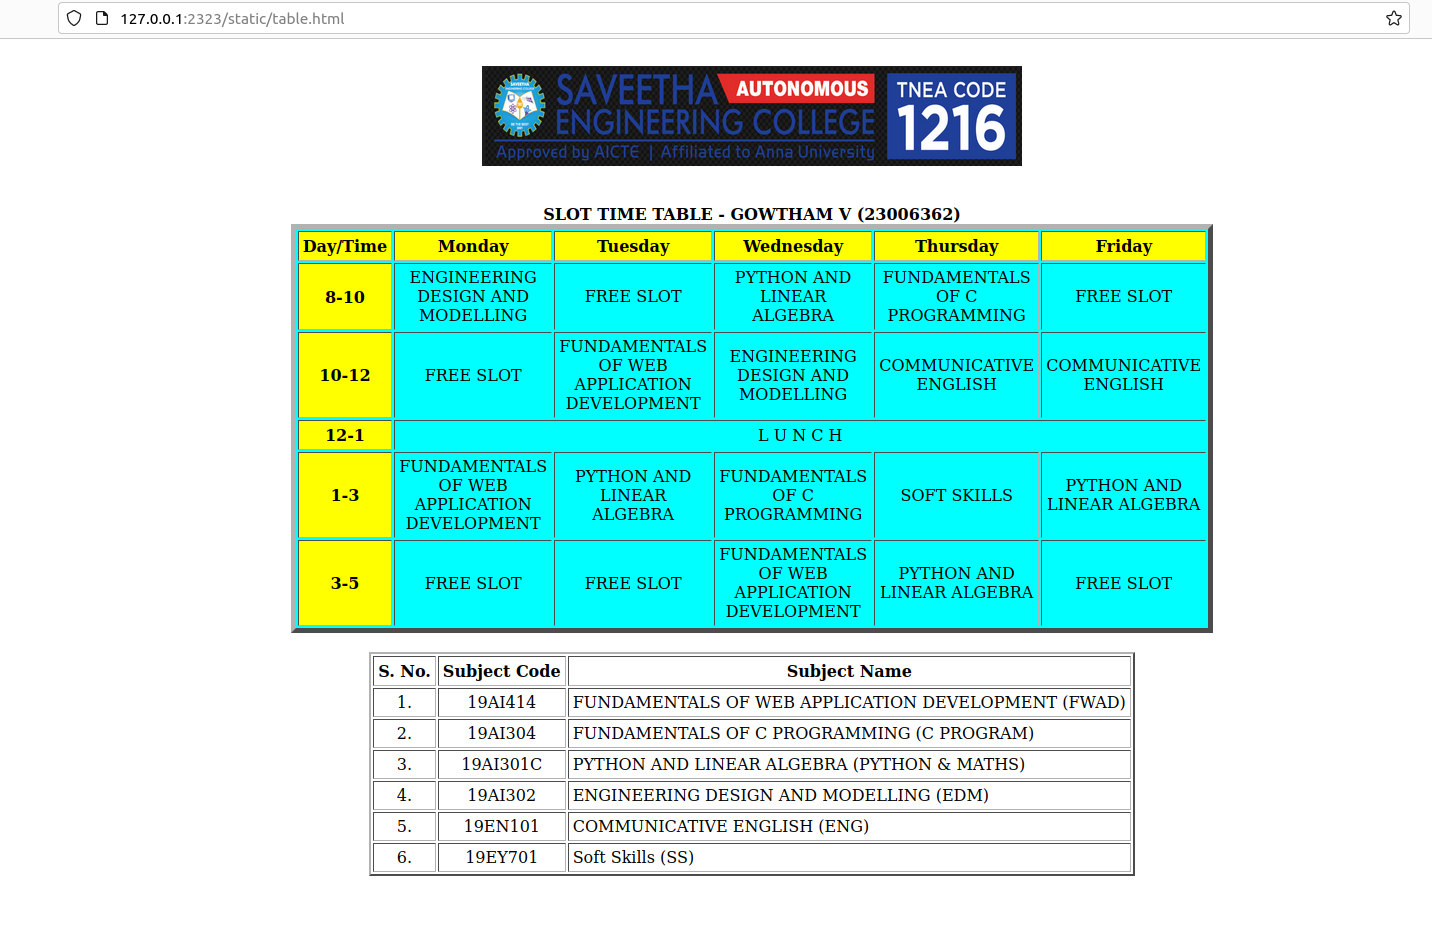 127.0.0.1:2323/static/table.html
SAVEETHA AUTONOMOUS
ENGINEERING COLLEGE
Approved by AICTE | Affiliated to Anna University
TNEA CODE
1216
SLOT TIME TABLE - GOWTHAM V (23006362)
Day/Time Monday Tuesday Wednesday Thursday Friday
8-10
ENGINEERING
DESIGN AND
MODELLING
FREE SLOT
PYTHON AND
LINEAR
ALGEBRA
FUNDAMENTALS
OF C
PROGRAMMING
FREE SLOT
10-12
FREE SLOT
FUNDAMENTALS
OF WEB
APPLICATION
DEVELOPMENT
ENGINEERING
DESIGN AND
MODELLING
COMMUNICATIVE
ENGLISH
COMMUNICATIVE
ENGLISH
12-1
L U N C H
1-3
FUNDAMENTALS
OF WEB
APPLICATION
DEVELOPMENT
PYTHON AND
LINEAR
ALGEBRA
FUNDAMENTALS
OF C
PROGRAMMING
SOFT SKILLS
PYTHON AND
LINEAR ALGEBRA
3-5
FREE SLOT
FREE SLOT
FUNDAMENTALS
OF WEB
APPLICATION
DEVELOPMENT
PYTHON AND
LINEAR ALGEBRA
FREE SLOT
S. No. Subject Code Subject Name
1. 19AI414 FUNDAMENTALS OF WEB APPLICATION DEVELOPMENT (FWAD)
2. 19AI304 FUNDAMENTALS OF C PROGRAMMING (C PROGRAM)
3. 19AI301C PYTHON AND LINEAR ALGEBRA (PYTHON & MATHS)
4. 19AI302 ENGINEERING DESIGN AND MODELLING (EDM)
5. 19EN101 COMMUNICATIVE ENGLISH (ENG)
6. 19EY701 Soft Skills (SS)